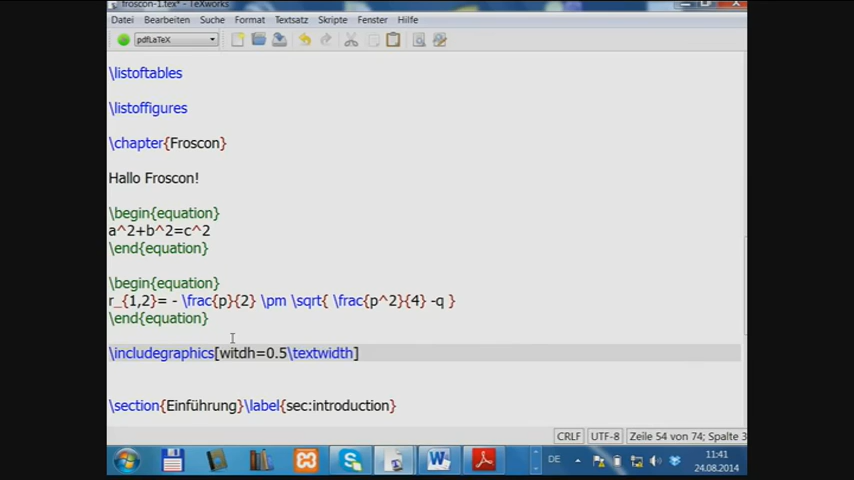 froscon-1.tex* - TeXworks
Datei Bearbeiten Suche Format Textsatz Skripte Fenster Hilfe
pdfLaTeX
\listoftables
\listoffigures
\chapter{Froscon}
Hallo Froscon!
\begin{equation}
a^2+b^2=c^2
\end{equation}
\begin{equation}
r_{1,2}= - \frac{p}{2} \pm \sqrt{ \frac{p^2}{4} -q }
\end{equation}
\includegraphics[witdh=0.5\textwidth]
\section{Einführung}\label{sec:introduction}
CRLF UTF-8 Zeile 54 von 74; Spalte 3
DE 11:41
24.08.2014